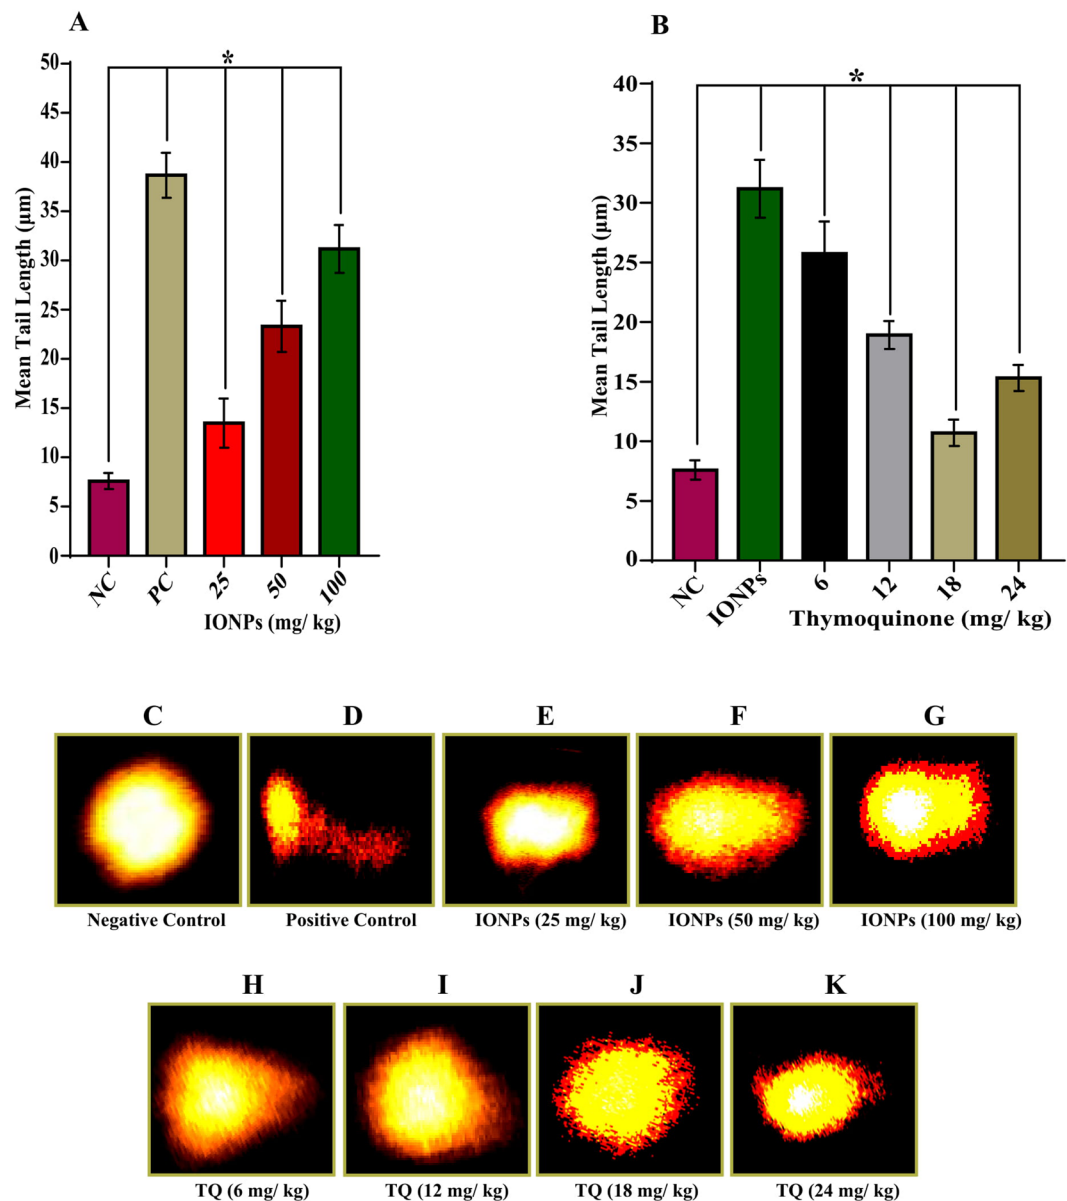 A
B
*
*
Mean Tail Length (µm)
50
45
40
35
30
25
20
15
10
5
0
NC
PC
25
50
100
IONPs (mg/ kg)
Mean Tail Length (µm)
40
35
30
25
20
15
10
5
0
NC
IONPs
6
12
18
24
Thymoquinone (mg/ kg)
C
D
E
F
G
Negative Control
Positive Control
IONPs (25 mg/ kg)
IONPs (50 mg/ kg)
IONPs (100 mg/ kg)
H
I
J
K
TQ (6 mg/ kg)
TQ (12 mg/ kg)
TQ (18 mg/ kg)
TQ (24 mg/ kg)